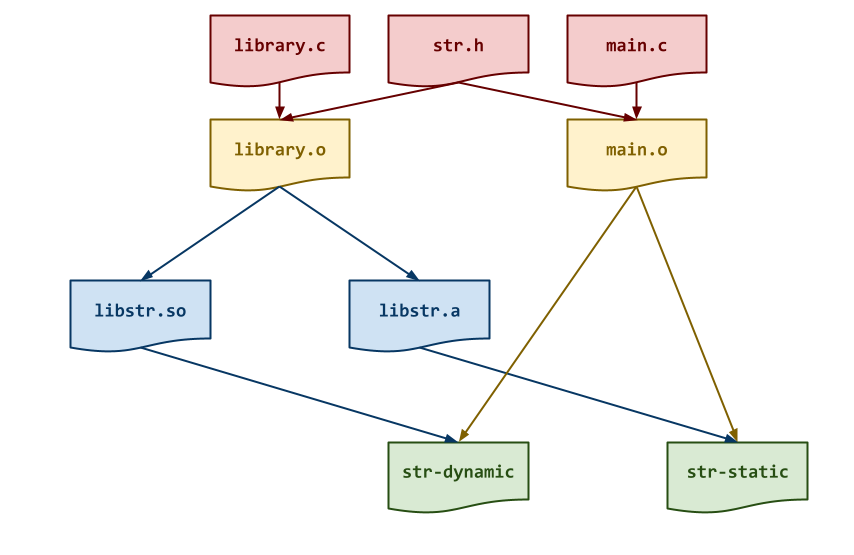 library.c
str.h
main.c
library.o
main.o
libstr.so
libstr.a
str-dynamic
str-static